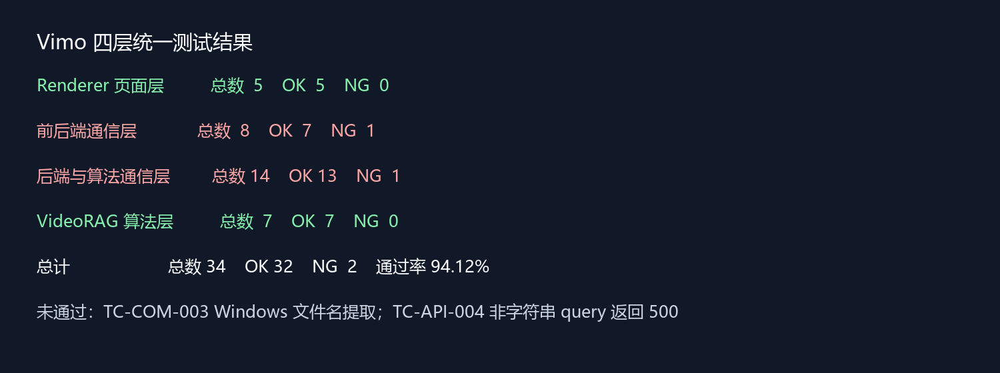 Vimo 四层统一测试结果
Renderer 页面层 总数 5 OK 5 NG 0
前后端通信层 总数 8 OK 7 NG 1
后端与算法通信层 总数 14 OK 13 NG 1
VideoRAG 算法层 总数 7 OK 7 NG 0
总计 总数 34 OK 32 NG 2 通过率 94.12%
未通过：TC-COM-003 Windows 文件名提取；TC-API-004 非字符串 query 返回 500